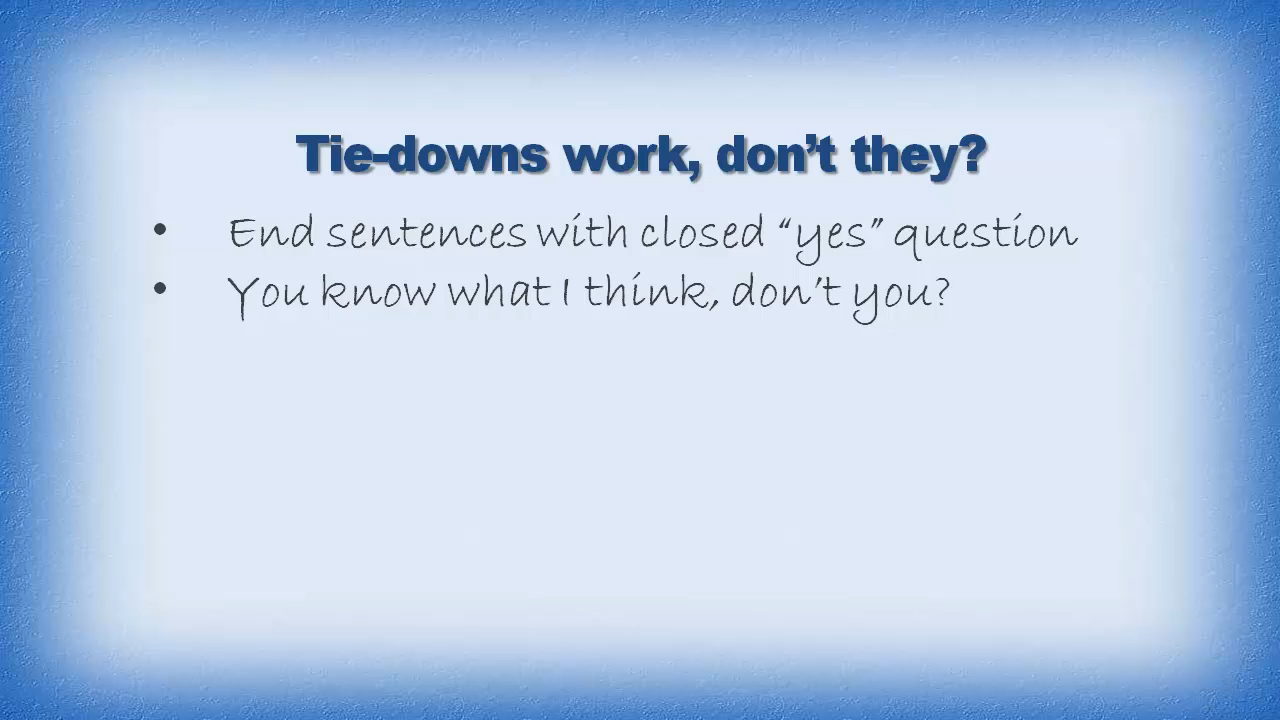 Tie-downs work, don’t they?
• End sentences with closed “yes” question
• You know what I think, don’t you?